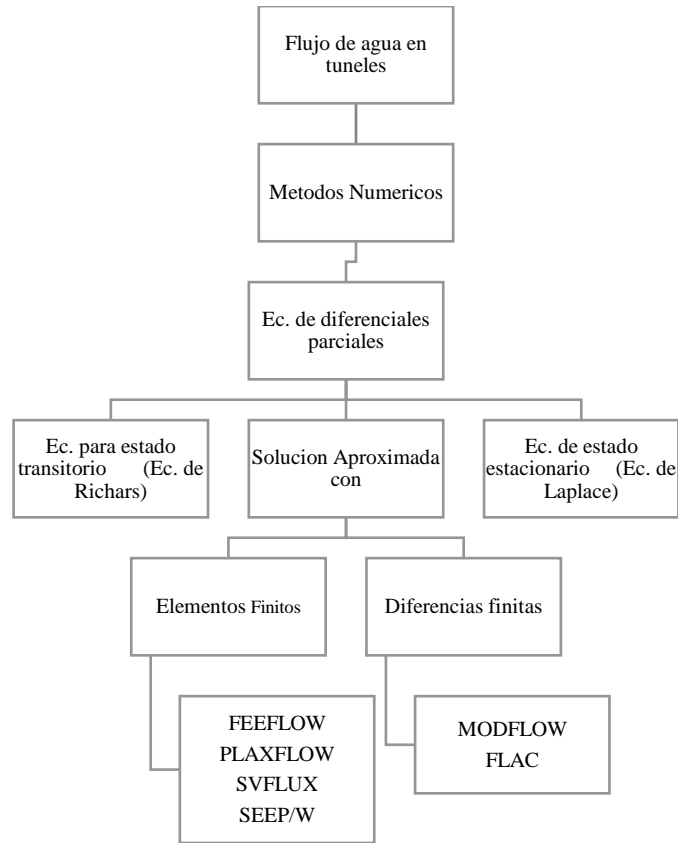 Flujo de agua en
tuneles
Metodos Numericos
Ec. de diferenciales
parciales
Ec. para estado
transitorio (Ec. de
Richars)
Solucion Aproximada
con
Ec. de estado
estacionario (Ec. de
Laplace)
Elementos Finitos
Diferencias finitas
FEEFLOW
PLAXFLOW
SVFLUX
SEEP/W
MODFLOW
FLAC